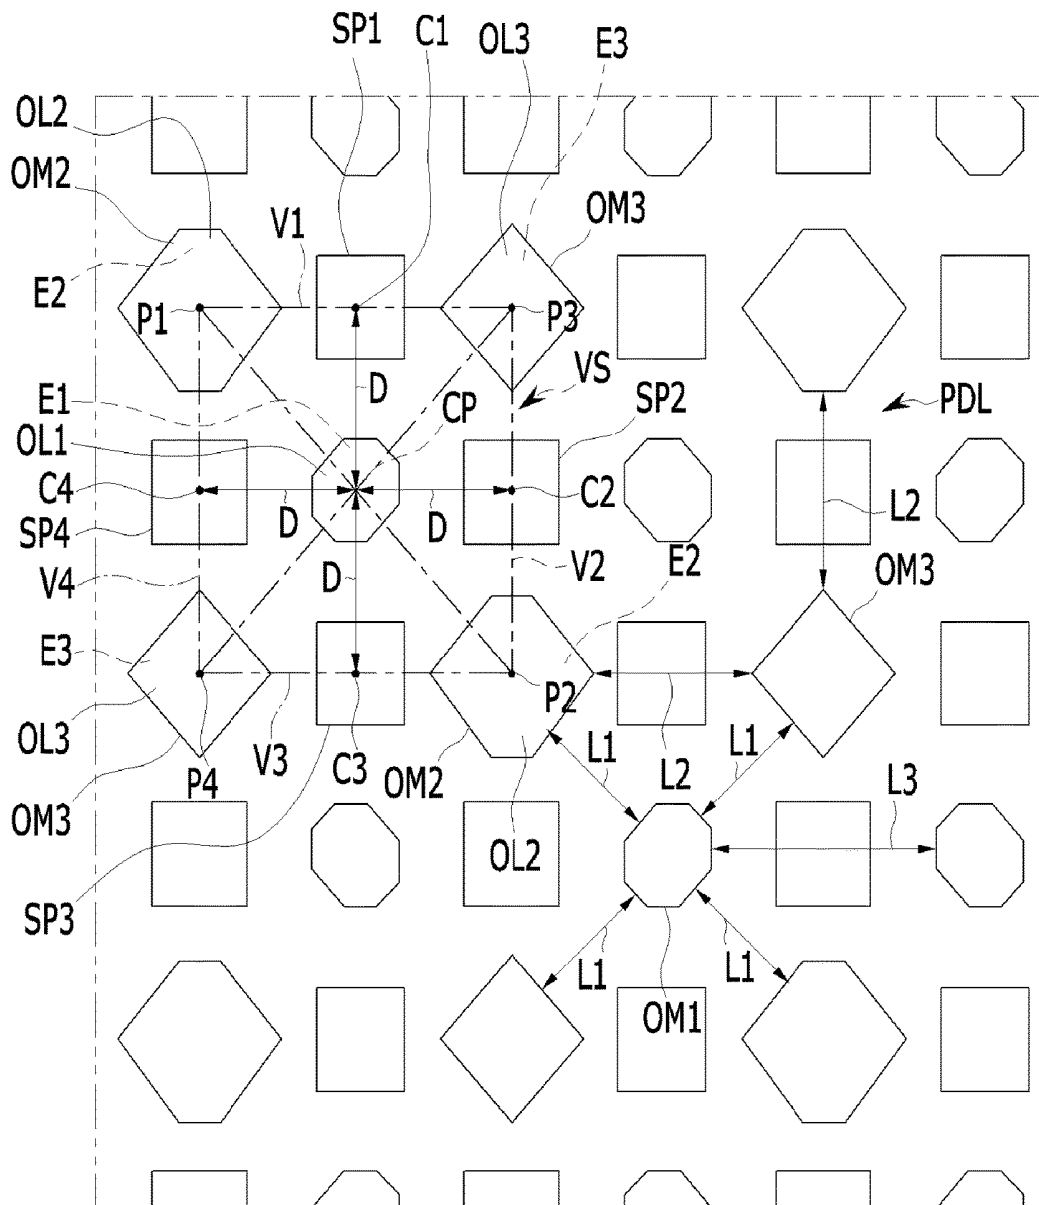 SP1 C1 OL3 E3
OL2
OM2 V1 OM3
E2 P1 P3
D VS
E1 CP SP2 PDL
OL1
C4 C2 L2
SP4 D D
V4 D V2 E2 OM3
E3 P2
OL3 V3 L1 L1
P4 C3 OM2 L2 L3
OM3
OL2
SP3
L1 L1
OM1